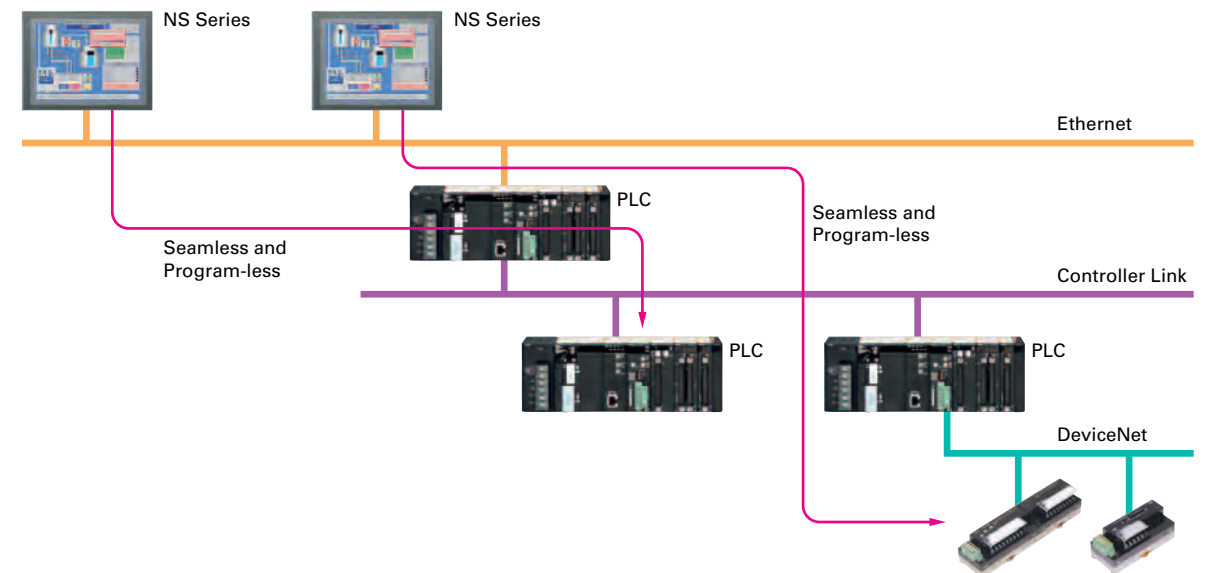 NS Series
NS Series
Ethernet
PLC
Seamless and
Program-less
Seamless and
Program-less
Controller Link
PLC
PLC
DeviceNet